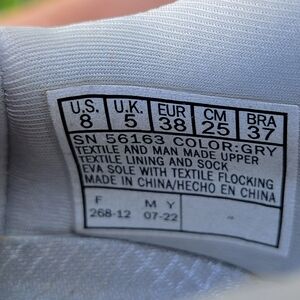 U.S. U.K. EUR CM BRA
8 5 38 25 37
SN 56163 COLOR:GRY
TEXTILE AND MAN MADE UPPER
TEXTILE LINING AND SOCK
EVA SOLE WITH TEXTILE FLOCKING
MADE IN CHINA/HECHO EN CHINA
F M Y
268-12 07-22